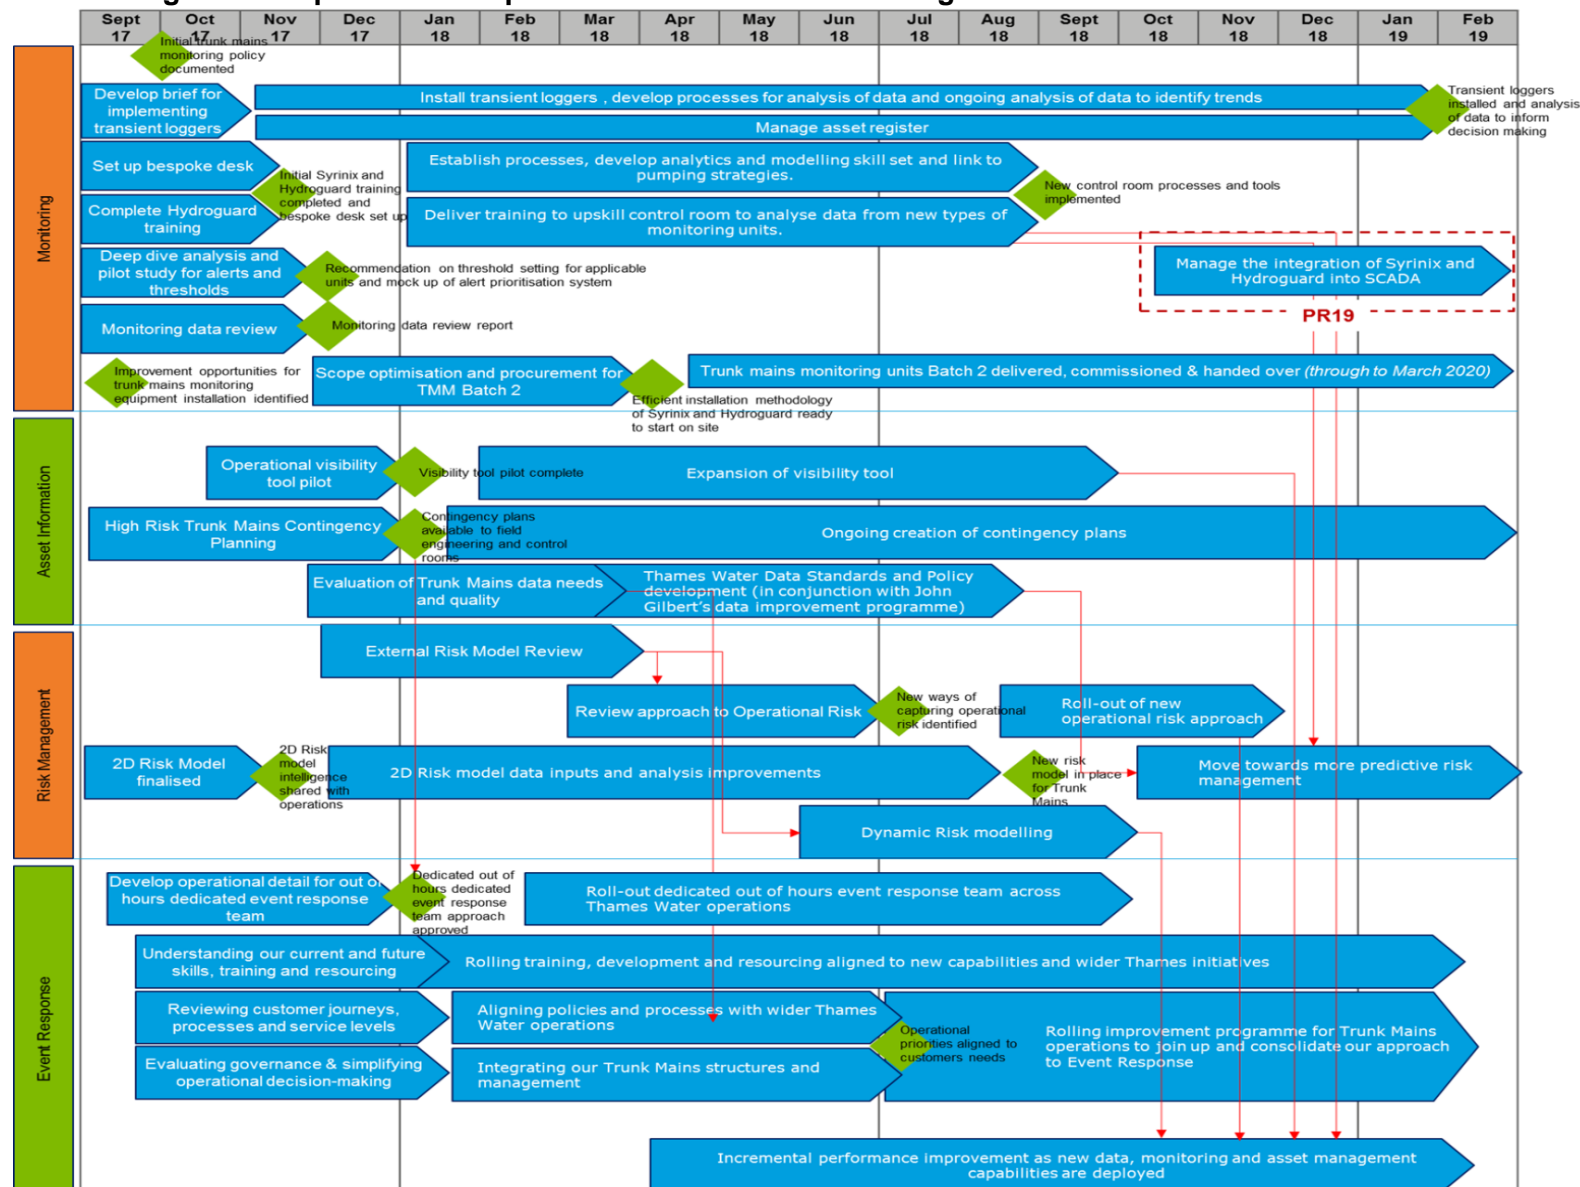 Sept 17
Oct 17
Nov 17
Dec 17
Jan 18
Feb 18
Mar 18
Apr 18
May 18
Jun 18
Jul 18
Aug 18
Sept 18
Oct 18
Nov 18
Dec 18
Jan 19
Feb 19
Monitoring
Initial trunk mains
monitoring policy
documented
Develop brief for
implementing
transient loggers
Install transient loggers , develop processes for analysis of data and ongoing analysis of data to identify trends
Transient loggers
installed and analysis
of data to inform
decision making
Manage asset register
Set up bespoke desk
Initial Syrinix and
Hydroguard training
completed and
bespoke desk set up
Establish processes, develop analytics and modelling skill set and link to
pumping strategies.
New control room processes and tools
implemented
Complete Hydroguard
training
Deliver training to upskill control room to analyse data from new types of
monitoring units.
Deep dive analysis and
pilot study for alerts and
thresholds
Recommendation on threshold setting for applicable
units and mock up of alert prioritisation system
Manage the integration of Syrinix and
Hydroguard into SCADA
PR19
Monitoring data review
Monitoring data review report
Improvement opportunities for
trunk mains monitoring
equipment installation identified
Scope optimisation and procurement for
TMM Batch 2
Efficient installation methodology
of Syrinix and Hydroguard ready
to start on site
Trunk mains monitoring units Batch 2 delivered, commissioned & handed over (through to March 2020)
Asset Information
Operational visibility
tool pilot
Visibility tool pilot complete
Expansion of visibility tool
High Risk Trunk Mains Contingency
Planning
Contingency plans
available to field
engineering and control
rooms
Ongoing creation of contingency plans
Evaluation of Trunk Mains data needs
and quality
Thames Water Data Standards and Policy
development (in conjunction with John
Gilbert's data improvement programme)
Risk Management
External Risk Model Review
Review approach to Operational Risk
New ways of
capturing operational
risk identified
Roll-out of new
operational risk approach
2D Risk Model
finalised
2D Risk
model
intelligence
shared with
operations
2D Risk model data inputs and analysis improvements
New risk
model in place
for Trunk
Mains
Move towards more predictive risk
management
Dynamic Risk modelling
Event Response
Develop operational detail for out of
hours dedicated event response
team
Dedicated out of
hours dedicated
event response
team approach
approved
Roll-out dedicated out of hours event response team across
Thames Water operations
Understanding our current and future
skills, training and resourcing
Rolling training, development and resourcing aligned to new capabilities and wider Thames initiatives
Reviewing customer journeys,
processes and service levels
Aligning policies and processes with wider Thames
Water operations
Operational
priorities aligned to
customers needs
Rolling improvement programme for Trunk Mains
operations to join up and consolidate our approach
to Event Response
Evaluating governance & simplifying
operational decision-making
Integrating our Trunk Mains structures and
management
Incremental performance improvement as new data, monitoring and asset management
capabilities are deployed